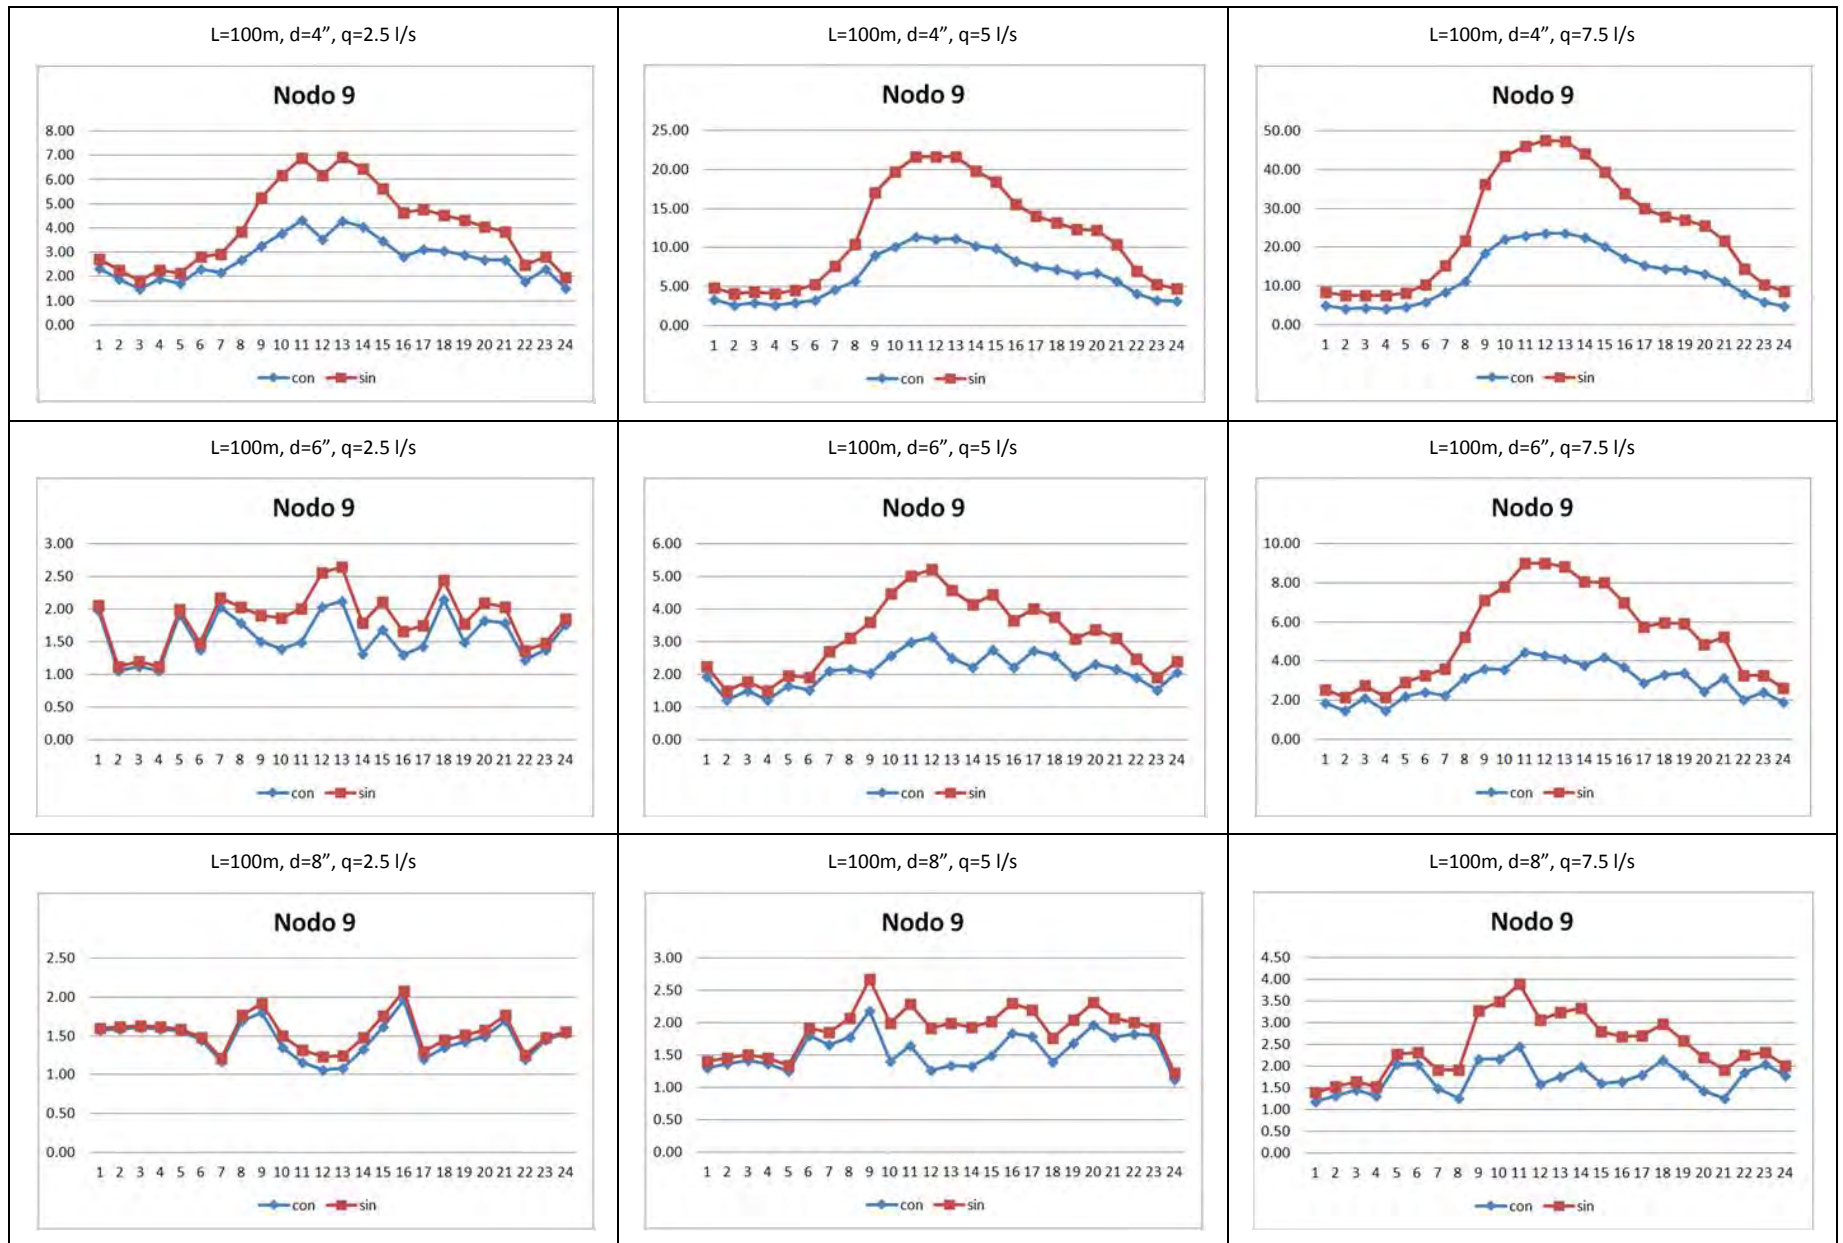 L=100m, d=4”, q=2.5 l/s
Nodo 9
8.00
7.00
6.00
5.00
4.00
3.00
2.00
1.00
0.00
1 2 3 4 5 6 7 8 9 10 11 12 13 14 15 16 17 18 19 20 21 22 23 24
con sin
L=100m, d=4”, q=5 l/s
Nodo 9
25.00
20.00
15.00
10.00
5.00
0.00
1 2 3 4 5 6 7 8 9 10 11 12 13 14 15 16 17 18 19 20 21 22 23 24
con sin
L=100m, d=4”, q=7.5 l/s
Nodo 9
50.00
40.00
30.00
20.00
10.00
0.00
1 2 3 4 5 6 7 8 9 10 11 12 13 14 15 16 17 18 19 20 21 22 23 24
con sin
L=100m, d=6”, q=2.5 l/s
Nodo 9
3.00
2.50
2.00
1.50
1.00
0.50
0.00
1 2 3 4 5 6 7 8 9 10 11 12 13 14 15 16 17 18 19 20 21 22 23 24
con sin
L=100m, d=6”, q=5 l/s
Nodo 9
6.00
5.00
4.00
3.00
2.00
1.00
0.00
1 2 3 4 5 6 7 8 9 10 11 12 13 14 15 16 17 18 19 20 21 22 23 24
con sin
L=100m, d=6”, q=7.5 l/s
Nodo 9
10.00
8.00
6.00
4.00
2.00
0.00
1 2 3 4 5 6 7 8 9 10 11 12 13 14 15 16 17 18 19 20 21 22 23 24
con sin
L=100m, d=8”, q=2.5 l/s
Nodo 9
2.50
2.00
1.50
1.00
0.50
0.00
1 2 3 4 5 6 7 8 9 10 11 12 13 14 15 16 17 18 19 20 21 22 23 24
con sin
L=100m, d=8”, q=5 l/s
Nodo 9
3.00
2.50
2.00
1.50
1.00
0.50
0.00
1 2 3 4 5 6 7 8 9 10 11 12 13 14 15 16 17 18 19 20 21 22 23 24
con sin
L=100m, d=8”, q=7.5 l/s
Nodo 9
4.50
4.00
3.50
3.00
2.50
2.00
1.50
1.00
0.50
0.00
1 2 3 4 5 6 7 8 9 10 11 12 13 14 15 16 17 18 19 20 21 22 23 24
con sin